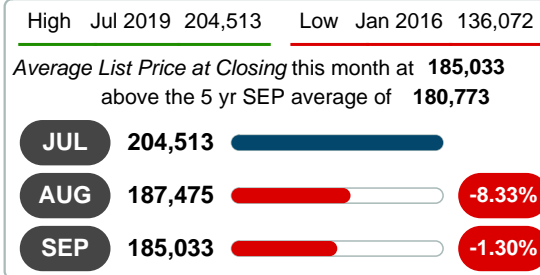 High Jul 2019 204,513 Low Jan 2016 136,072
Average List Price at Closing this month at 185,033
above the 5 yr SEP average of 180,773
JUL 204,513
AUG 187,475 -8.33%
SEP 185,033 -1.30%